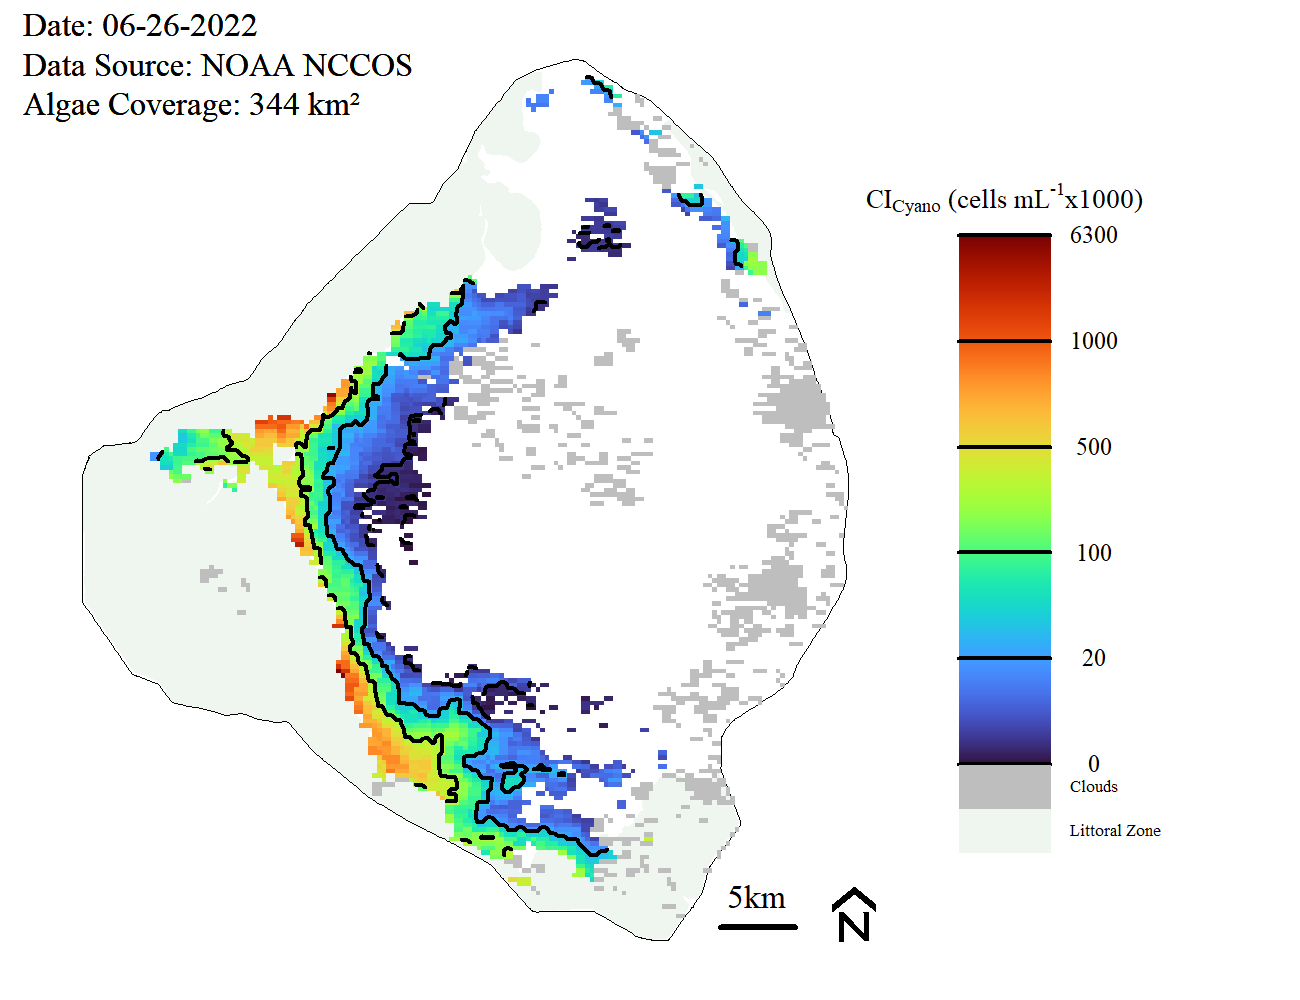 Date: 06-26-2022
Data Source: NOAA NCCOS
Algae Coverage: 344 km²
CI_Cyano (cells mL⁻¹x1000)
6300
1000
500
100
20
0
Clouds
Littoral Zone
5km
N